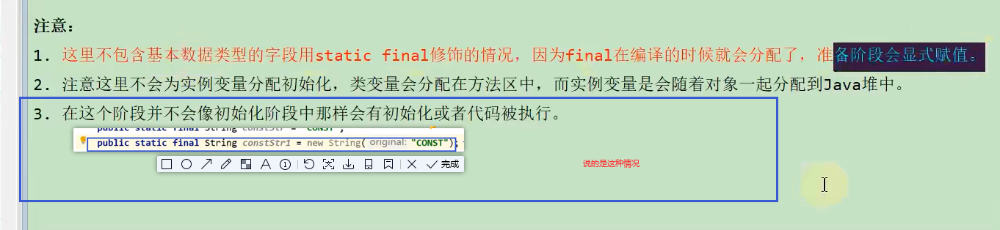 注意：
1. 这里不包含基本数据类型的字段用static final修饰的情况，因为final在编译的时候就会分配了，准备阶段会显式赋值。
2. 注意这里不会为实例变量分配初始化，类变量会分配在方法区中，而实例变量是会随着对象一起分配到Java堆中。
3. 在这个阶段并不会像初始化阶段中那样会有初始化或者代码被执行。
public static final String constStr = "CONST";
public static final String constStr1 = new String( original: "CONST");
A 1 完成
说的是这种情况